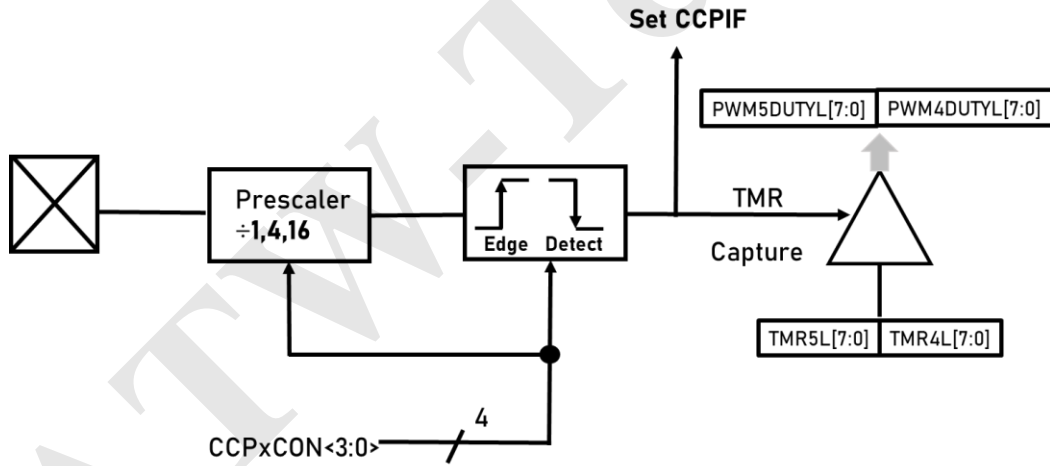 Set CCPIF
PWM5DUTYL[7:0] PWM4DUTYL[7:0]
Prescaler
÷1,4,16
Edge Detect
TMR
Capture
TMR5L[7:0] TMR4L[7:0]
4
CCPxCON<3:0>